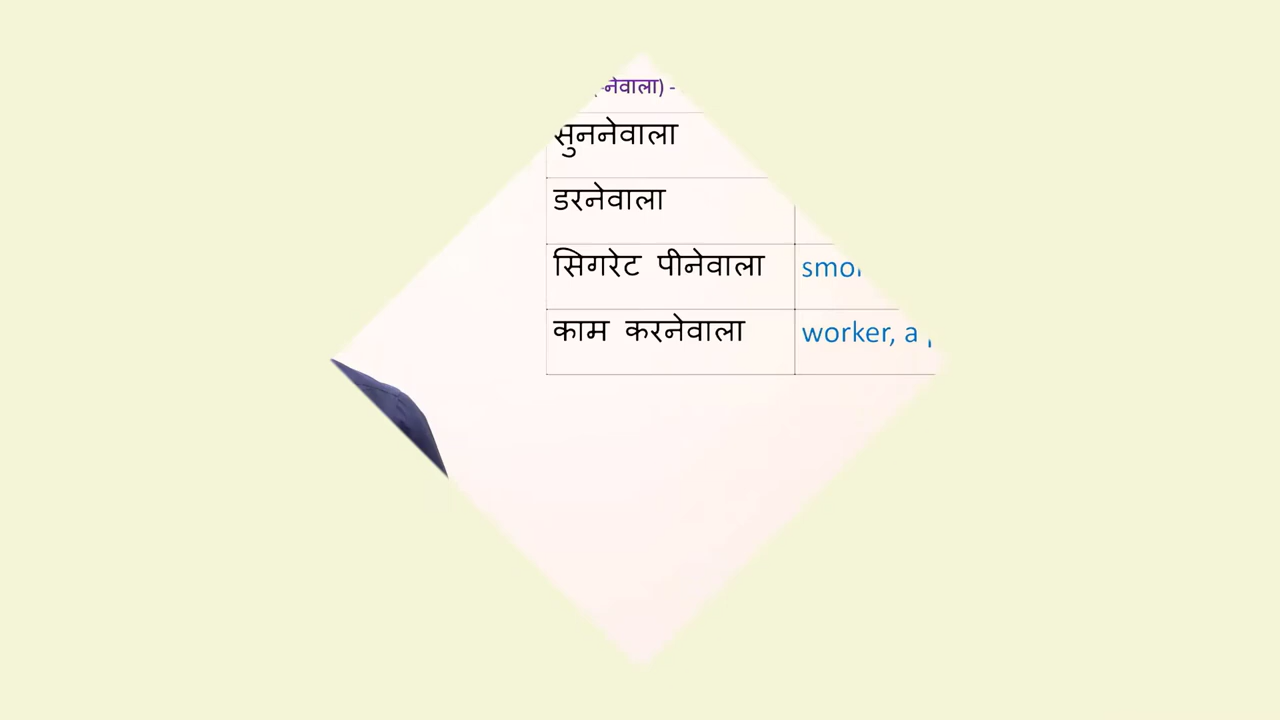 -नेवाला) -
सुननेवाला
डरनेवाला
सिगरेट पीनेवाला
काम करनेवाला worker, a